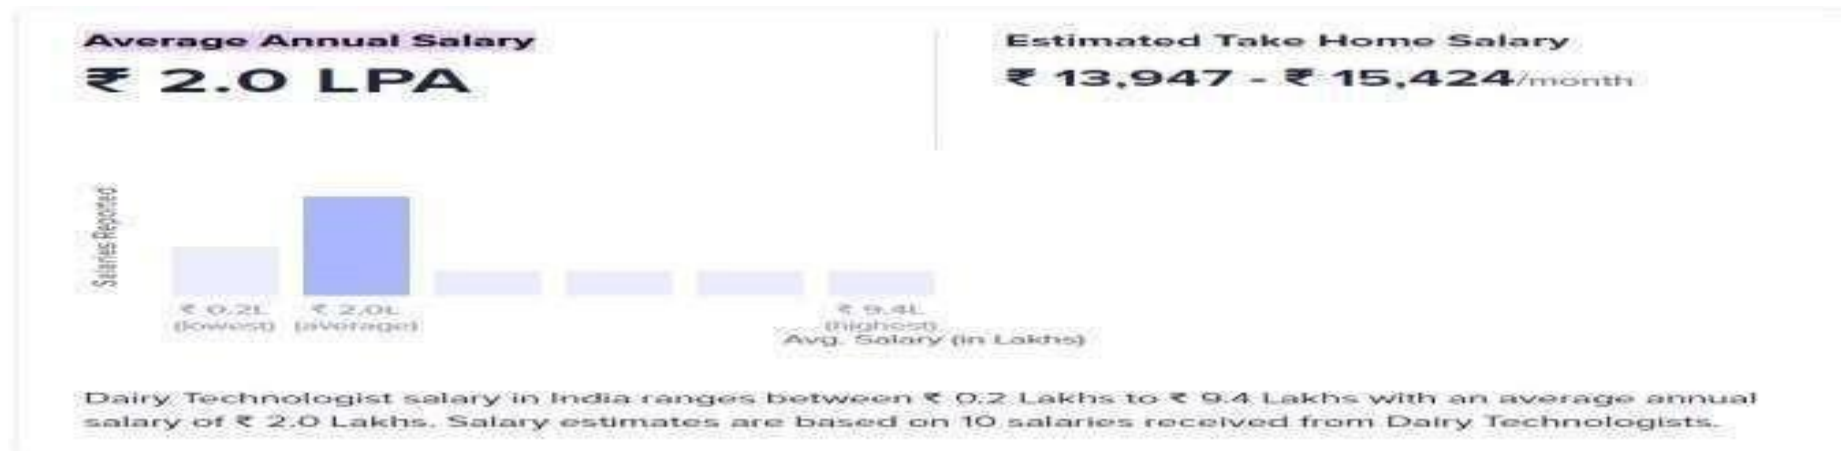 Average Annual Salary
₹ 2.0 LPA
Estimated Take Home Salary
₹ 13,947 - ₹ 15,424/month
Salaries Reported
₹ 0.2L
(lowest)
₹ 2.0L
(average)
₹ 9.4L
(highest)
Avg. Salary (in Lakhs)
Dairy Technologist salary in India ranges between ₹ 0.2 Lakhs to ₹ 9.4 Lakhs with an average annual
salary of ₹ 2.0 Lakhs. Salary estimates are based on 10 salaries received from Dairy Technologists.